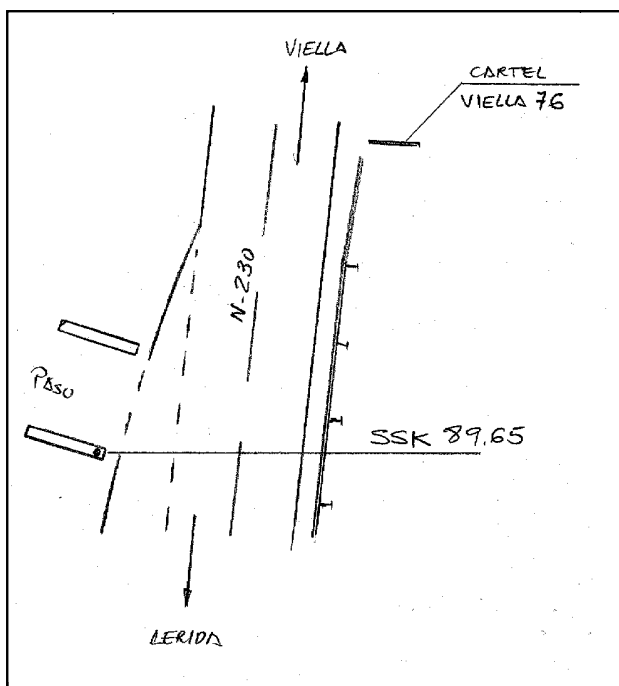 VIELLA
CARTEL
VIELLA 76
N-230
PASO
SSK 89.65
LERIDA